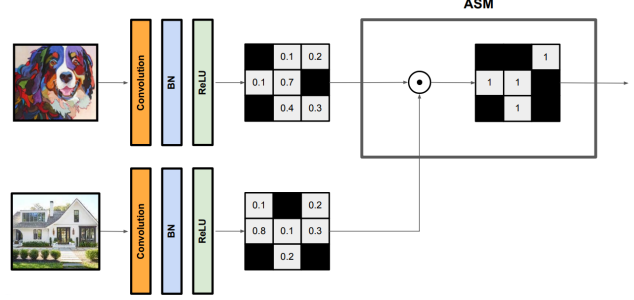 ASM
Convolution
BN
ReLU
0.1 0.2
0.1 0.7
0.4 0.3
1
1 1
1
Convolution
BN
ReLU
0.1 0.2
0.8 0.1 0.3
0.2